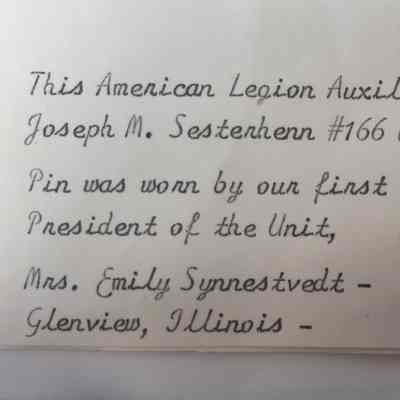 This American Legion Auxil
Joseph M. Sesterhenn #166
Pin was worn by our first
President of the Unit,
Mrs. Emily Synnestvedt -
Glenview, Illinois -